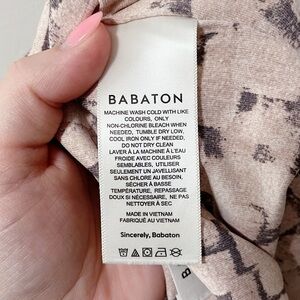 BABATON
MACHINE WASH COLD WITH LIKE
COLOURS, ONLY
NON-CHLORINE BLEACH WHEN
NEEDED, TUMBLE DRY LOW,
COOL IRON ONLY IF NEEDED,
DO NOT DRY CLEAN
LAVER À LA MACHINE À L'EAU
FROIDE AVEC COULEURS
SEMBLABLES, UTILISER
SEULEMENT UN JAVELLISANT
SANS CHLORE AU BESOIN,
SÉCHER À BASSE
TEMPÉRATURE, REPASSAGE
DOUX SI NÉCESSAIRE, NE PAS
NETTOYER À SEC
MADE IN VIETNAM
FABRIQUÉ AU VIETNAM
Sincerely, Babaton
B